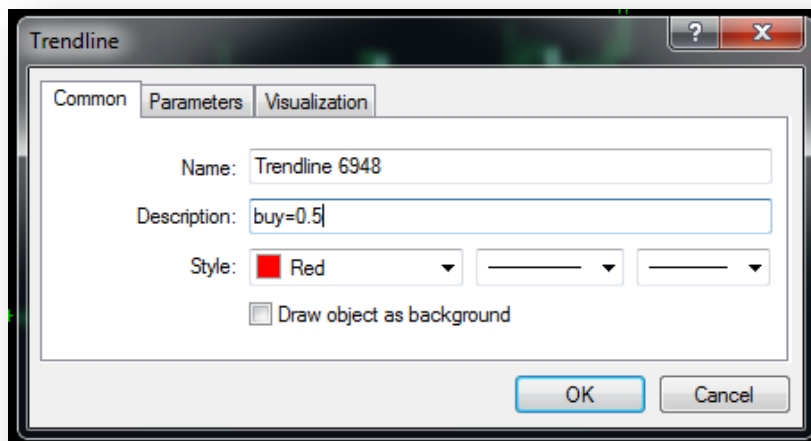 Trendline
Common Parameters Visualization
Name: Trendline 6948
Description: buy=0.5
Style: Red
Draw object as background
OK Cancel